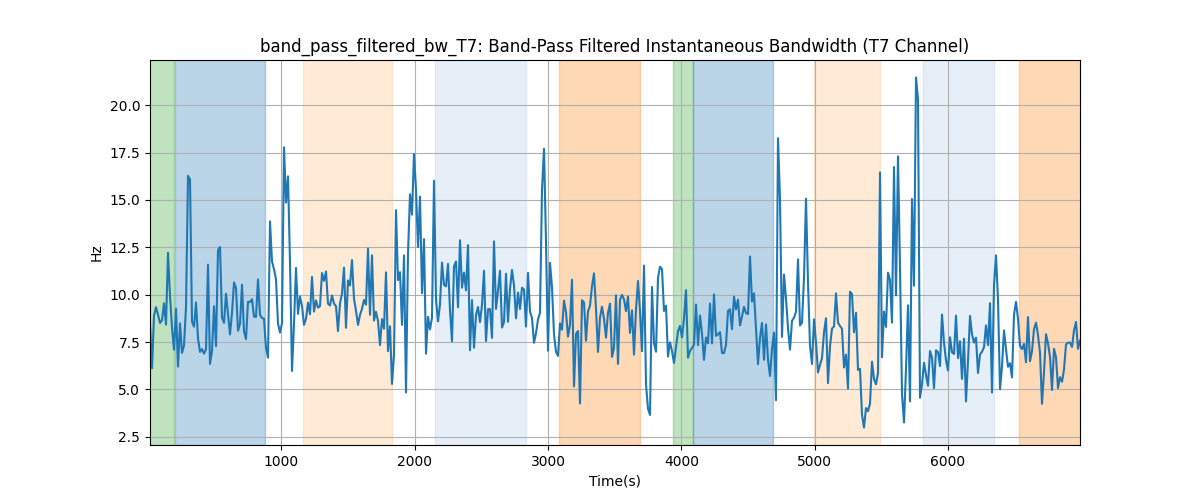 band_pass_filtered_bw_T7: Band-Pass Filtered Instantaneous Bandwidth (T7 Channel)
20.0
17.5
15.0
12.5
10.0
7.5
5.0
2.5
Hz
1000 2000 3000 4000 5000 6000
Time(s)